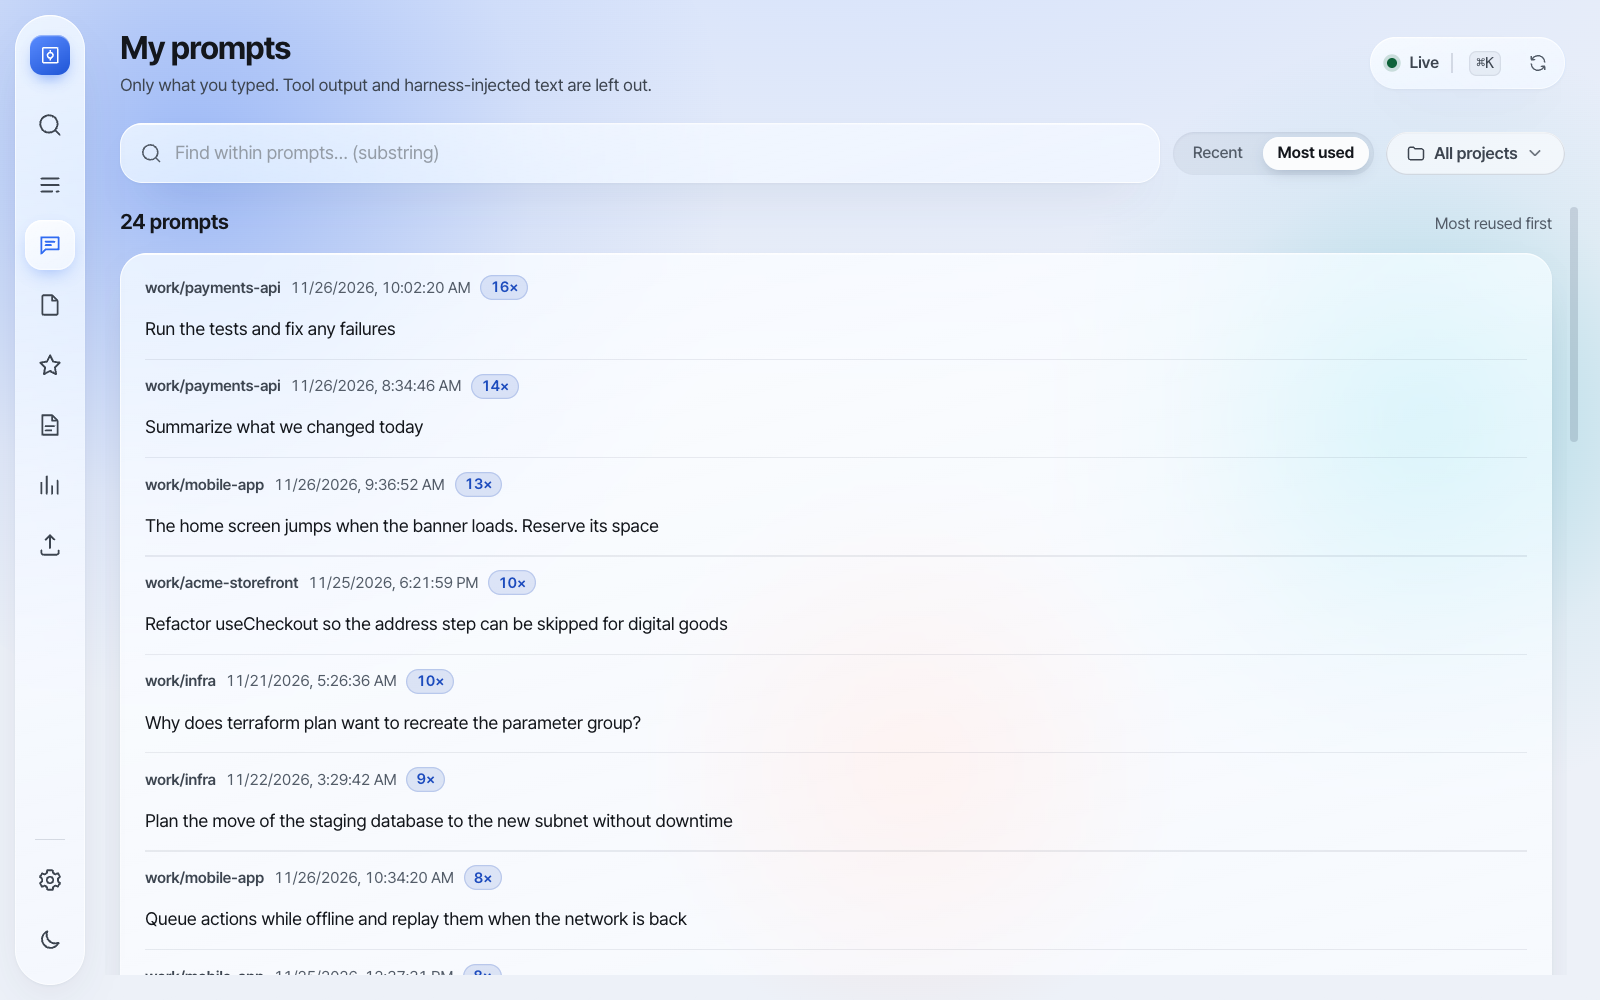 My prompts
Only what you typed. Tool output and harness-injected text are left out.
Live
⌘K
Find within prompts... (substring)
Recent
Most used
All projects
24 prompts
Most reused first
work/payments-api 11/26/2026, 10:02:20 AM 16×
Run the tests and fix any failures
work/payments-api 11/26/2026, 8:34:46 AM 14×
Summarize what we changed today
work/mobile-app 11/26/2026, 9:36:52 AM 13×
The home screen jumps when the banner loads. Reserve its space
work/acme-storefront 11/25/2026, 6:21:59 PM 10×
Refactor useCheckout so the address step can be skipped for digital goods
work/infra 11/21/2026, 5:26:36 AM 10×
Why does terraform plan want to recreate the parameter group?
work/infra 11/22/2026, 3:29:42 AM 9×
Plan the move of the staging database to the new subnet without downtime
work/mobile-app 11/26/2026, 10:34:20 AM 8×
Queue actions while offline and replay them when the network is back
work/mobile-app